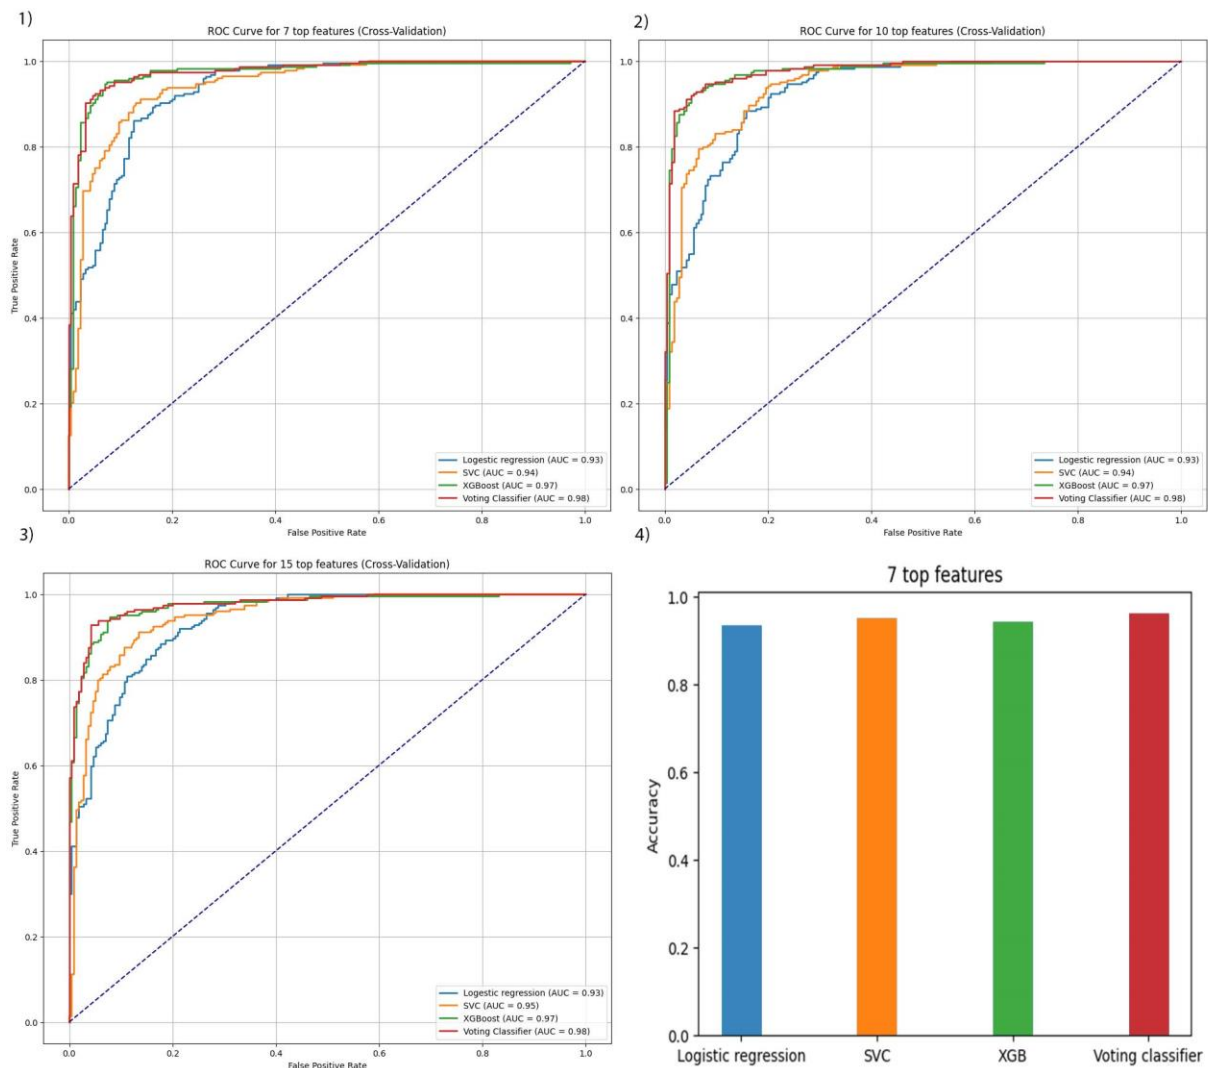 1)
ROC Curve for 7 top features (Cross-Validation)
1.0
0.8
0.6
0.4
0.2
0.0
True Positive Rate
Logestic regression (AUC = 0.93)
SVC (AUC = 0.94)
XGBoost (AUC = 0.97)
Voting Classifier (AUC = 0.98)
0.0 0.2 0.4 0.6 0.8 1.0
False Positive Rate
2)
ROC Curve for 10 top features (Cross-Validation)
1.0
0.8
0.6
0.4
0.2
0.0
Logestic regression (AUC = 0.93)
SVC (AUC = 0.94)
XGBoost (AUC = 0.97)
Voting Classifier (AUC = 0.98)
0.0 0.2 0.4 0.6 0.8 1.0
False Positive Rate
3)
ROC Curve for 15 top features (Cross-Validation)
1.0
0.8
0.6
0.4
0.2
0.0
True Positive Rate
Logestic regression (AUC = 0.93)
SVC (AUC = 0.95)
XGBoost (AUC = 0.97)
Voting Classifier (AUC = 0.98)
0.0 0.2 0.4 0.6 0.8 1.0
False Positive Rate
4)
7 top features
1.0
0.8
0.6
0.4
0.2
0.0
Accuracy
Logistic regression SVC XGB Voting classifier